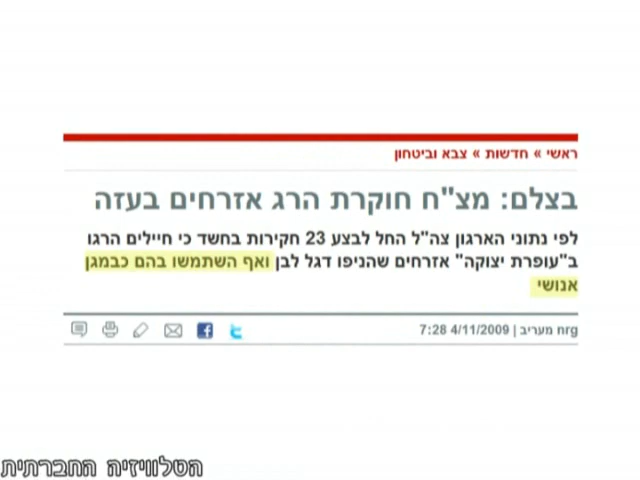 ראשי » חדשות » צבא וביטחון
בצלם: מצ"ח חוקרת הרג אזרחים בעזה
לפי נתוני הארגון צה"ל החל לבצע 23 חקירות בחשד כי חיילים הרגו
ב"עופרת יצוקה" אזרחים שהניפו דגל לבן ואף השתמשו בהם כבמגן
אנושי
nrg מעריב | 4/11/2009 7:28
הטלוויזיה החברתית